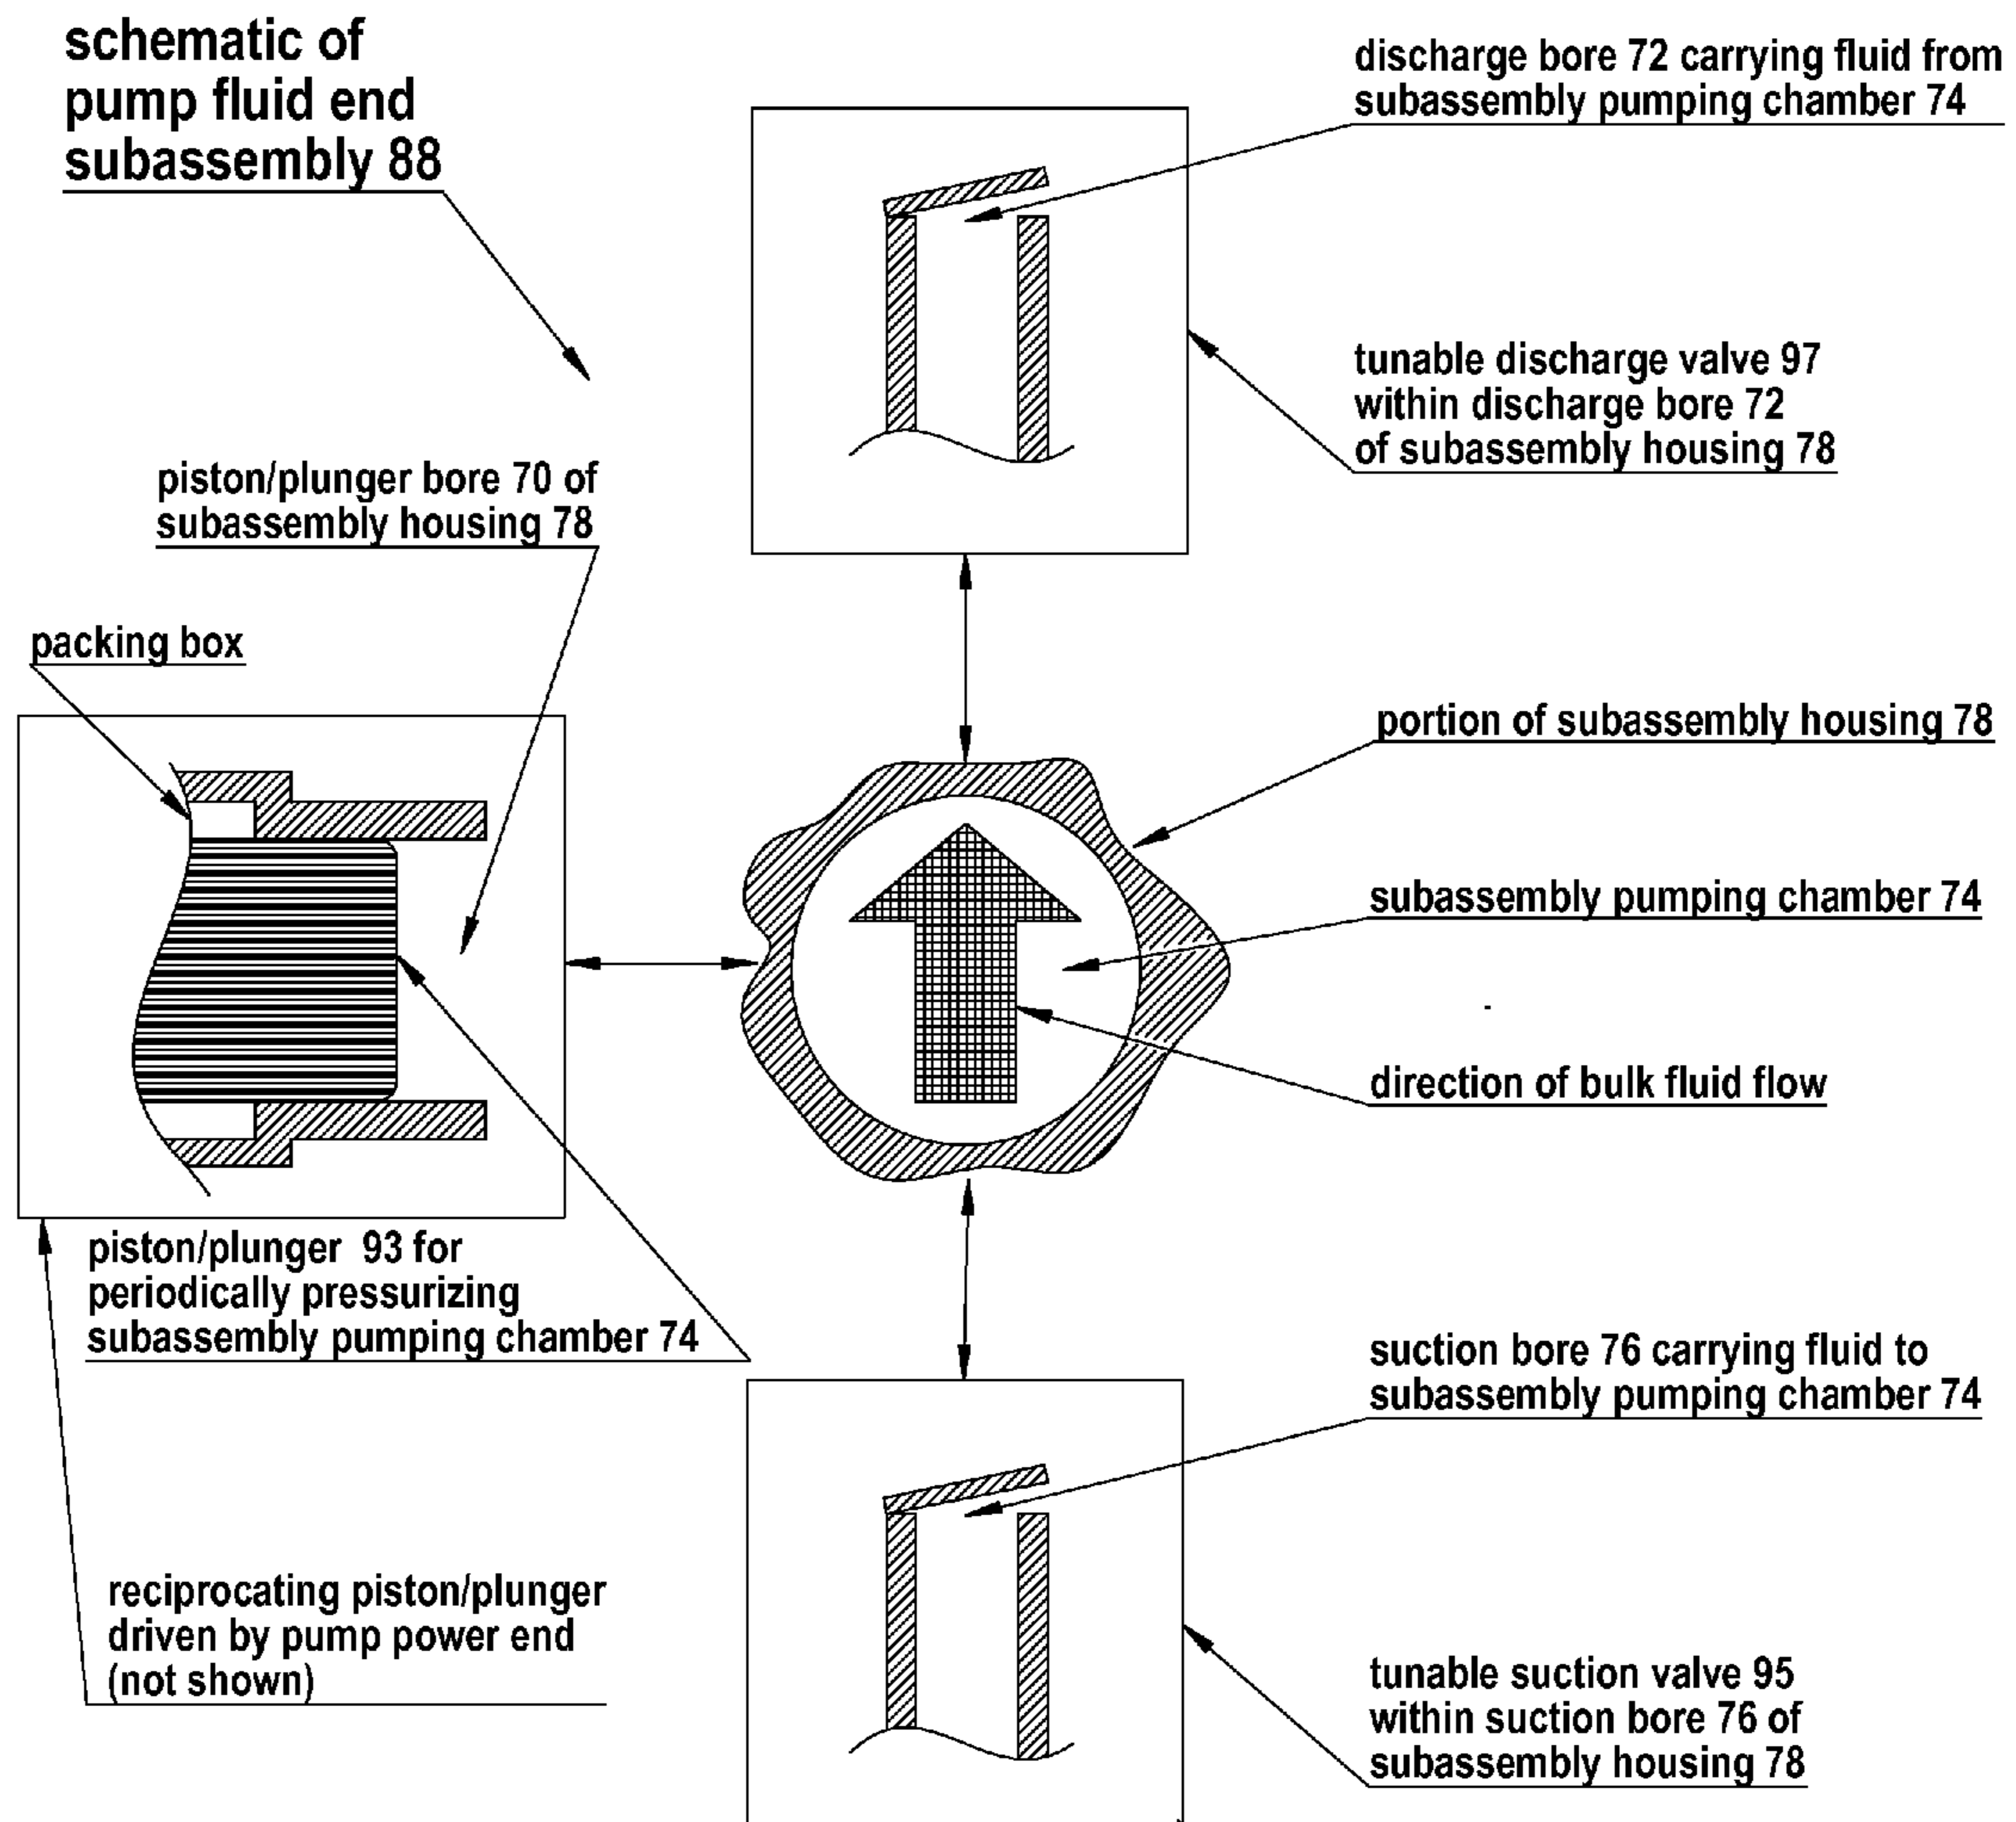 schematic of
pump fluid end
subassembly 88
discharge bore 72 carrying fluid from
subassembly pumping chamber 74
tunable discharge valve 97
within discharge bore 72
of subassembly housing 78
piston/plunger bore 70 of
subassembly housing 78
packing box
portion of subassembly housing 78
subassembly pumping chamber 74
direction of bulk fluid flow
piston/plunger 93 for
periodically pressurizing
subassembly pumping chamber 74
suction bore 76 carrying fluid to
subassembly pumping chamber 74
reciprocating piston/plunger
driven by pump power end
(not shown)
tunable suction valve 95
within suction bore 76 of
subassembly housing 78